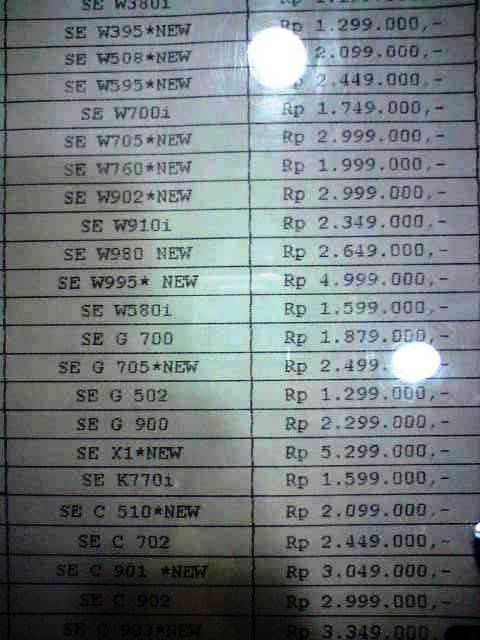 SE W380i Rp
SE W395*NEW Rp 1.299.000,-
SE W508*NEW 2.099.000,-
SE W595*NEW Rp 2.449.000,-
SE W700i Rp 1.749.000,-
SE W705*NEW Rp 2.999.000,-
SE W760*NEW Rp 1.999.000,-
SE W902*NEW Rp 2.999.000,-
SE W910i Rp 2.349.000,-
SE W980 NEW Rp 2.649.000,-
SE W995* NEW Rp 4.999.000,-
SE W580i Rp 1.599.000,-
SE G 700 Rp 1.879.000,-
SE G 705*NEW Rp 2.499.
SE G 502 Rp 1.299.000,-
SE G 900 Rp 2.299.000,-
SE X1*NEW Rp 5.299.000,-
SE K770i Rp 1.599.000,-
SE C 510*NEW Rp 2.099.000,-
SE C 702 Rp 2.449.000,-
SE C 901 *NEW Rp 3.049.000,-
SE C 902 Rp 2.999.000,-
SE C 903*NEW Rp 3.349.000,-